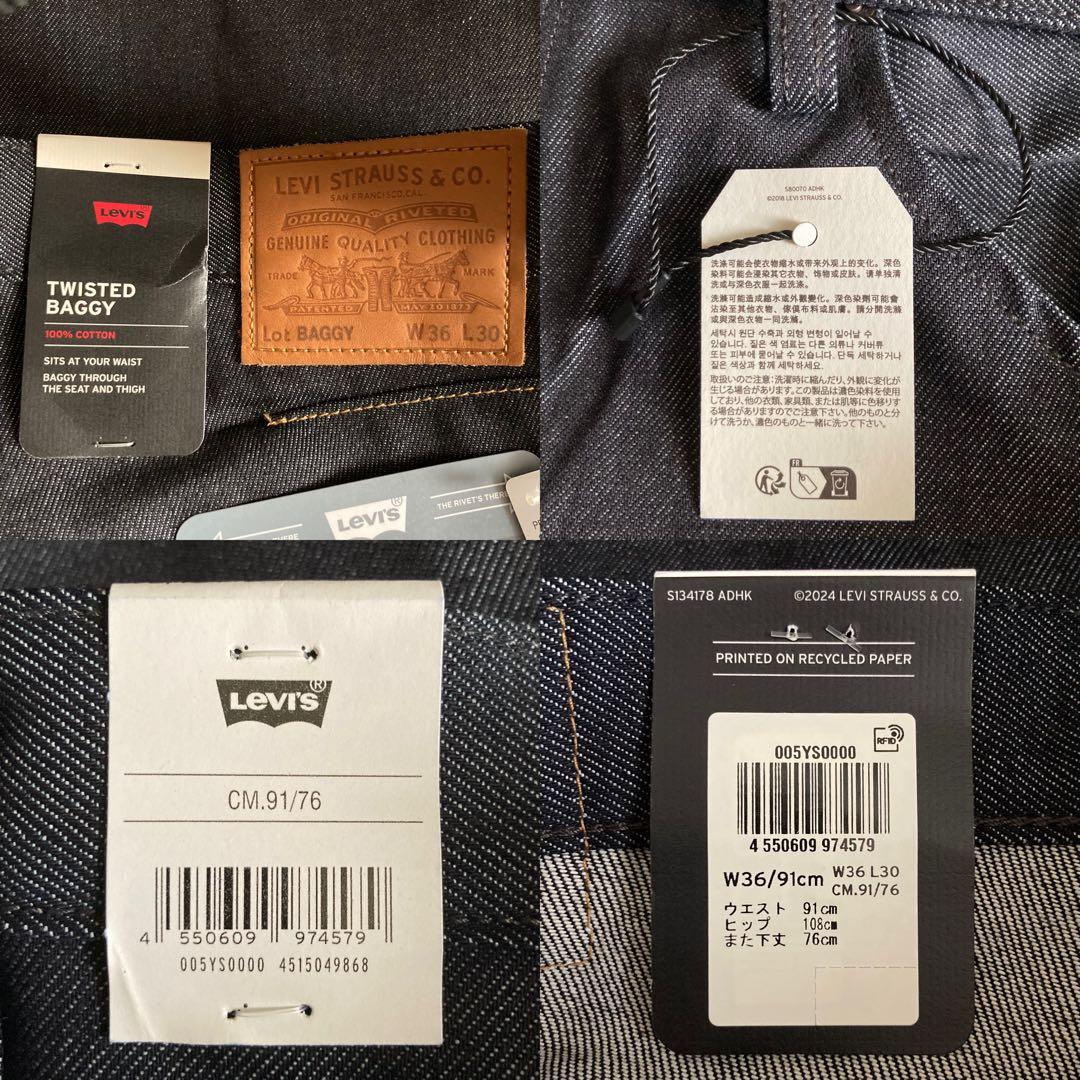 LEVI'S
TWISTED
BAGGY
100% COTTON
SITS AT YOUR WAIST
BAGGY THROUGH
THE SEAT AND THIGH
LEVI STRAUSS & CO.
SAN FRANCISCO, CAL.
ORIGINAL RIVETED
GENUINE QUALITY CLOTHING
TRADE MARK
PATENTED MAY 20 1873
Lot BAGGY W36 L30
LEVI'S®
THE RIVET'S THERE
S80070 ADHK
©2018 LEVI STRAUSS & CO.
洗涤可能会使衣物缩水或带来外观上的变化。深色
染料可能会浸染其它衣物、饰物或皮肤。请单独清
洗或与深色衣服一起洗涤。
洗滌可能造成縮水或外觀變化。深色染劑可能會
沾染至其他衣物、傢俱布料或肌膚。請分開洗滌
或與深色衣物一同洗滌。
세탁시 원단 수축과 외형 변형이 일어날 수
있습니다. 짙은 색 염료는 다른 의류나 커버류
또는 피부에 묻어날 수 있습니다. 단독 세탁하거나
짙은 색상과 함께 세탁하세요.
取扱いのご注意：洗濯時に縮んだり、外観に変化が
生じる場合があります。この製品は濃色染料を使用
しており、他の衣類、家具類、または肌等に色移りす
る場合がありますのでご注意下さい。他のものと分
けて洗うか、濃色のものと一緒に洗って下さい。
FR
LEVI'S®
CM.91/76
4 550609 974579
005YS0000 4515049868
S134178 ADHK ©2024 LEVI STRAUSS & CO.
PRINTED ON RECYCLED PAPER
RFID
005YS0000
4 550609 974579
W36/91cm W36 L30
CM.91/76
ウエスト 91cm
ヒップ 108cm
また下丈 76cm